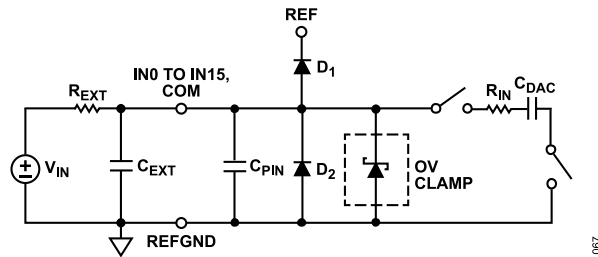 REF
IN0 TO IN15,
COM
REXT
D1
RIN
CDAC
VIN
CEXT
CPIN
D2
OV
CLAMP
REFGND
067